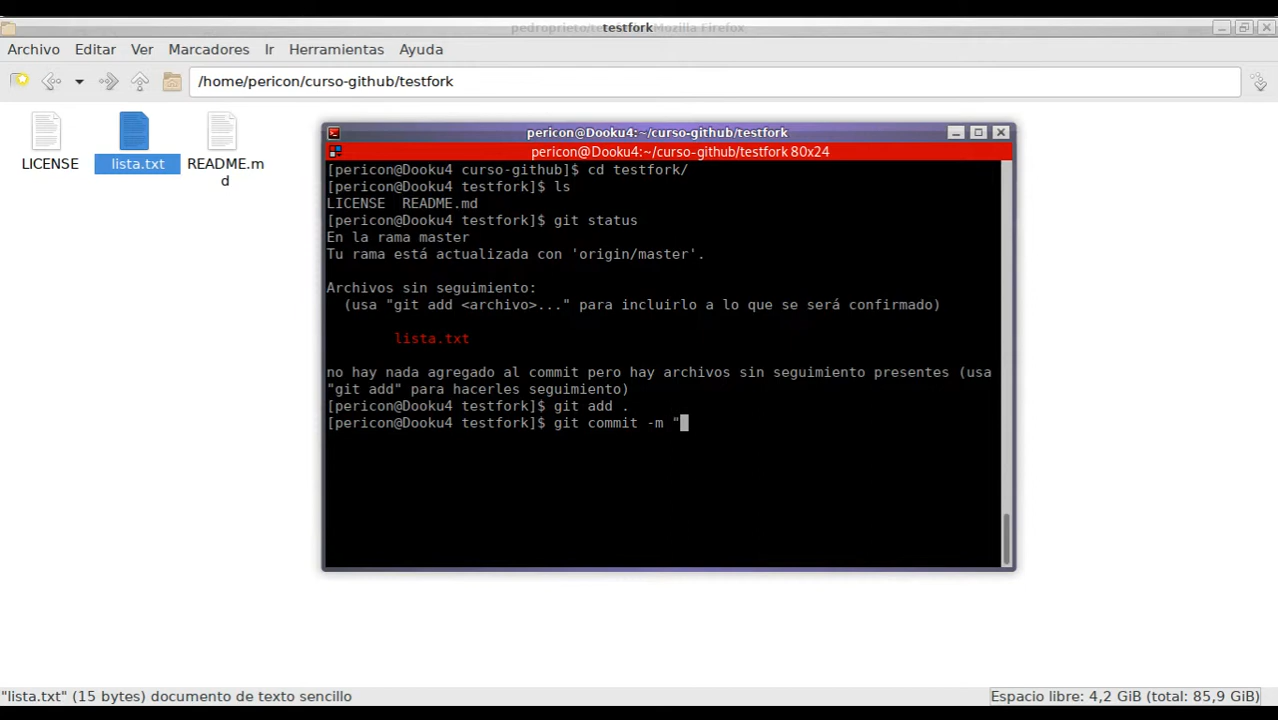 pedroprieto/testfork Mozilla Firefox
testfork
Archivo Editar Ver Marcadores Ir Herramientas Ayuda
/home/pericon/curso-github/testfork
LICENSE
lista.txt
README.m
d
pericon@Dooku4:~/curso-github/testfork
pericon@Dooku4:~/curso-github/testfork 80x24
[pericon@Dooku4 curso-github]$ cd testfork/
[pericon@Dooku4 testfork]$ ls
LICENSE  README.md
[pericon@Dooku4 testfork]$ git status
En la rama master
Tu rama está actualizada con 'origin/master'.
Archivos sin seguimiento:
  (usa "git add <archivo>..." para incluirlo a lo que se será confirmado)
        lista.txt
no hay nada agregado al commit pero hay archivos sin seguimiento presentes (usa
"git add" para hacerles seguimiento)
[pericon@Dooku4 testfork]$ git add .
[pericon@Dooku4 testfork]$ git commit -m "
"lista.txt" (15 bytes) documento de texto sencillo
Espacio libre: 4,2 GiB (total: 85,9 GiB)